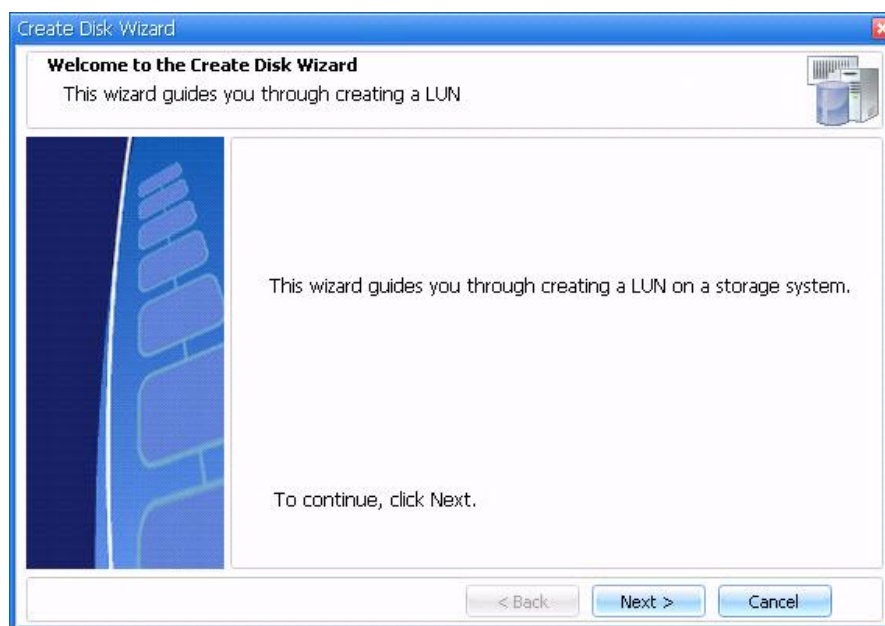 Create Disk Wizard
Welcome to the Create Disk Wizard
This wizard guides you through creating a LUN
This wizard guides you through creating a LUN on a storage system.
To continue, click Next.
< Back
Next >
Cancel